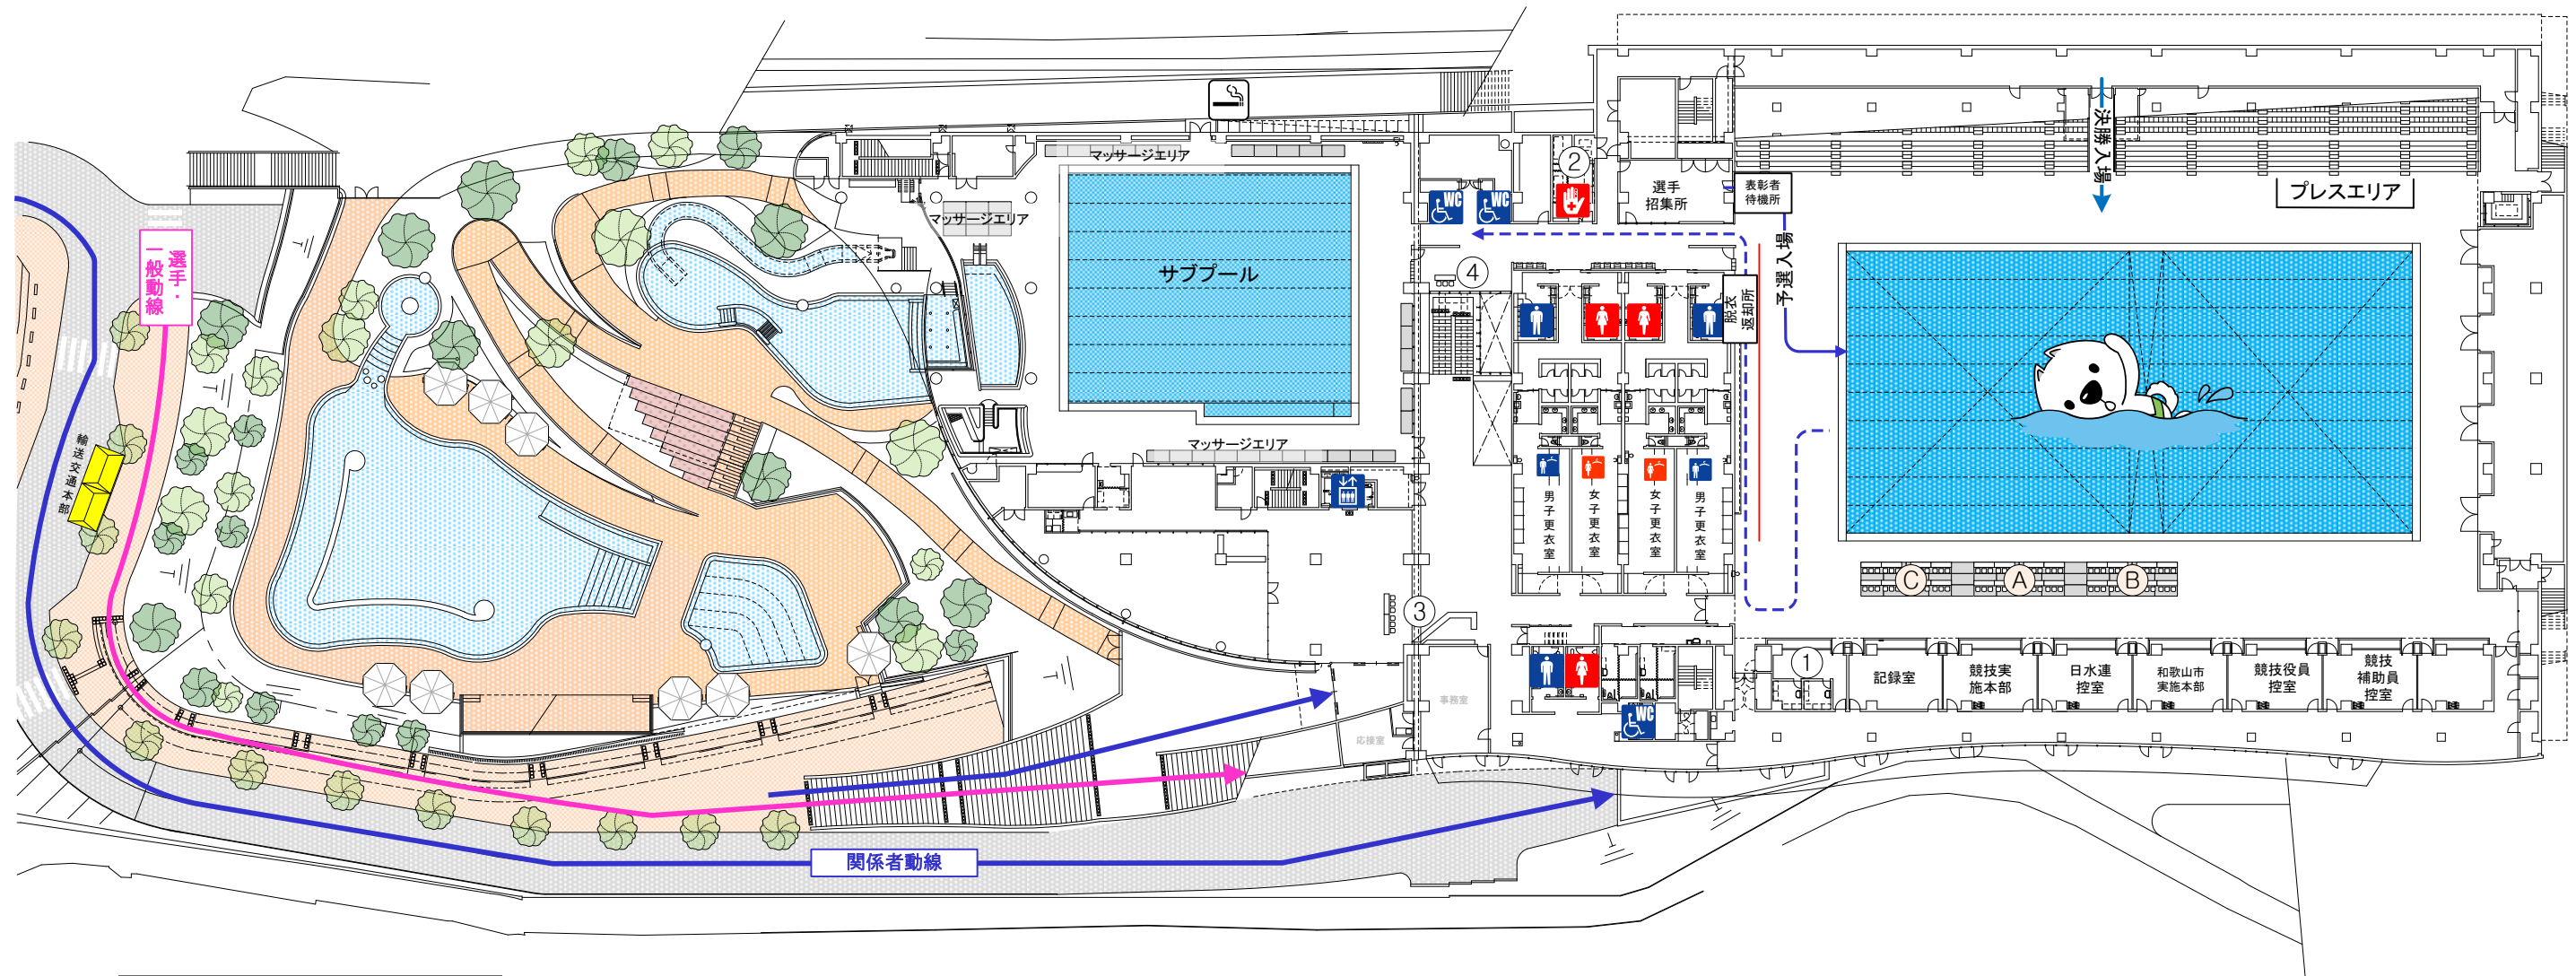 選手・
一般動線
輸送交通本部
関係者動線
マッサージエリア
マッサージエリア
サブプール
マッサージエリア
②
WC
WC
選手
招集所
表彰者
待機所
決勝入場
プレスエリア
④
予選入場
脱衣
返却所
男子更衣室
女子更衣室
女子更衣室
男子更衣室
C
A
B
③
事務室
応接室
WC
①
記録室
競技実
施本部
日水連
控室
和歌山市
実施本部
競技役員
控室
競技
補助員
控室